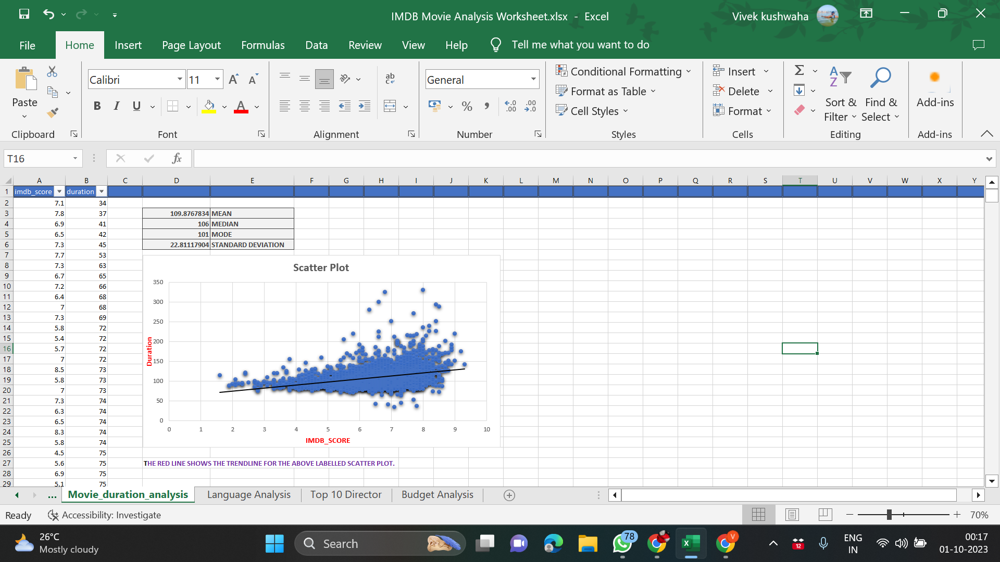 IMDB Movie Analysis Worksheet.xlsx - Excel
Vivek kushwaha
File Home Insert Page Layout Formulas Data Review View Help Tell me what you want to do
Paste
Clipboard
Calibri 11
B I U
Font
Alignment
General
Number
Conditional Formatting
Format as Table
Cell Styles
Styles
Insert
Delete
Format
Cells
Sort & Filter
Find & Select
Editing
Add-ins
Add-ins
T16
fx
A B C D E F G H I J K L M N O P Q R S T U V W X Y
1 imdb_score duration
2 7.1 34
3 7.8 37 109.8767834 MEAN
4 6.9 41 106 MEDIAN
5 6.5 42 101 MODE
6 7.3 45 22.81117904 STANDARD DEVIATION
7 7.7 53
8 7.3 63
9 6.7 65
10 7.2 66
11 6.4 68
12 7 68
13 7.3 69
14 5.8 72
15 5.4 72
16 5.7 72
17 7 72
18 8.5 73
19 5.8 73
20 7 73
21 7.3 74
22 6.3 74
23 6.5 74
24 8.3 74
25 5.8 74
26 4.5 75
27 5.6 75
28 6.9 75
29 5.1 75
Scatter Plot
350
300
250
200
150
100
50
0
Duration
0 1 2 3 4 5 6 7 8 9 10
IMDB_SCORE
THE RED LINE SHOWS THE TRENDLINE FOR THE ABOVE LABELLED SCATTER PLOT.
... Movie_duration_analysis Language Analysis Top 10 Director Budget Analysis
Ready Accessibility: Investigate 70%
26°C
Mostly cloudy
Search
78
V
12
ENG
IN
00:17
01-10-2023